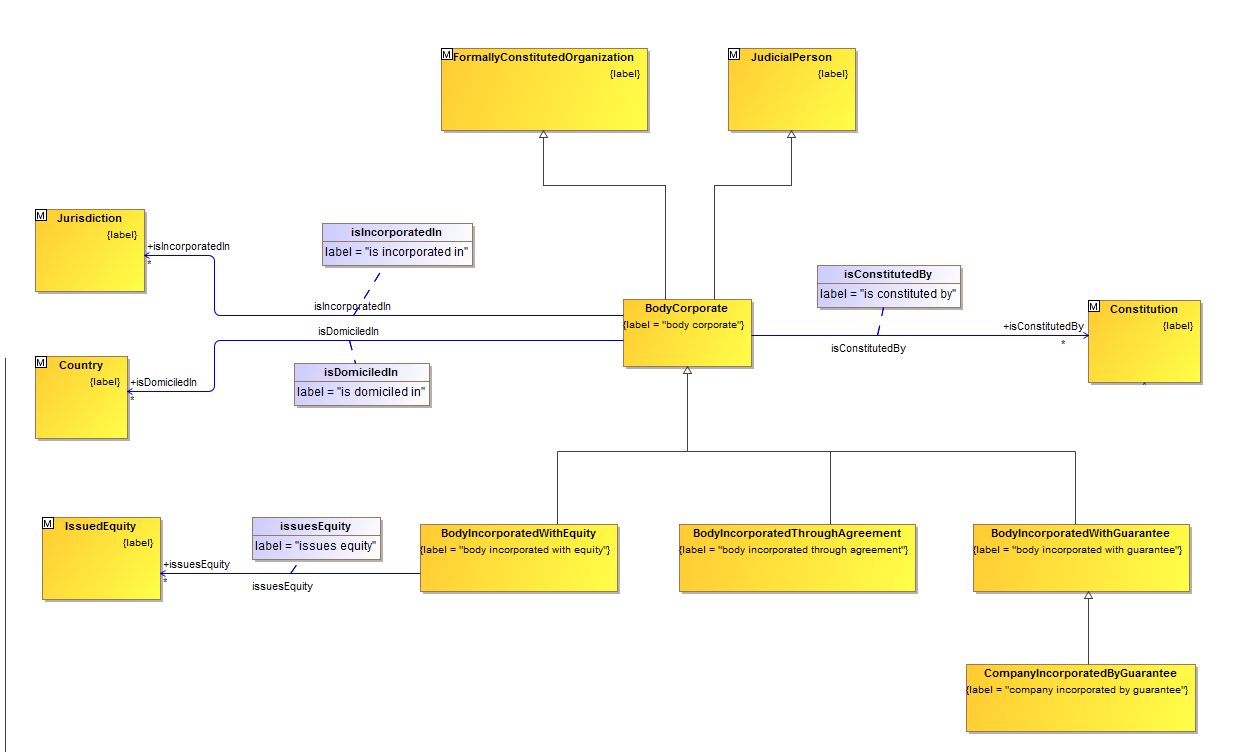 M FormallyConstitutedOrganization
{label}
M JudicialPerson
{label}
M Jurisdiction
{label}
+isIncorporatedIn
*
isIncorporatedIn
label = "is incorporated in"
isIncorporatedIn
isDomiciledIn
isDomiciledIn
label = "is domiciled in"
M Country
{label}
+isDomiciledIn
*
BodyCorporate
{label = "body corporate"}
isConstitutedBy
label = "is constituted by"
isConstitutedBy
+isConstitutedBy
*
M Constitution
{label}
M IssuedEquity
{label}
+issuesEquity
*
issuesEquity
label = "issues equity"
issuesEquity
BodyIncorporatedWithEquity
{label = "body incorporated with equity"}
BodyIncorporatedThroughAgreement
{label = "body incorporated through agreement"}
BodyIncorporatedWithGuarantee
{label = "body incorporated with guarantee"}
CompanyIncorporatedByGuarantee
{label = "company incorporated by guarantee"}